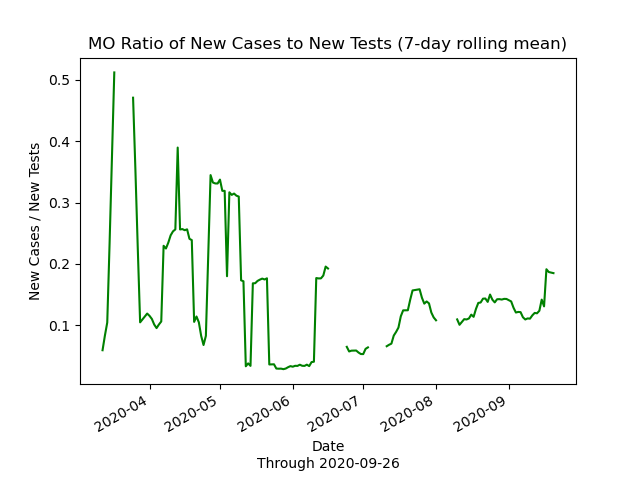 MO Ratio of New Cases to New Tests (7-day rolling mean)
New Cases / New Tests
0.5
0.4
0.3
0.2
0.1
2020-04
2020-05
2020-06
2020-07
2020-08
2020-09
Date
Through 2020-09-26